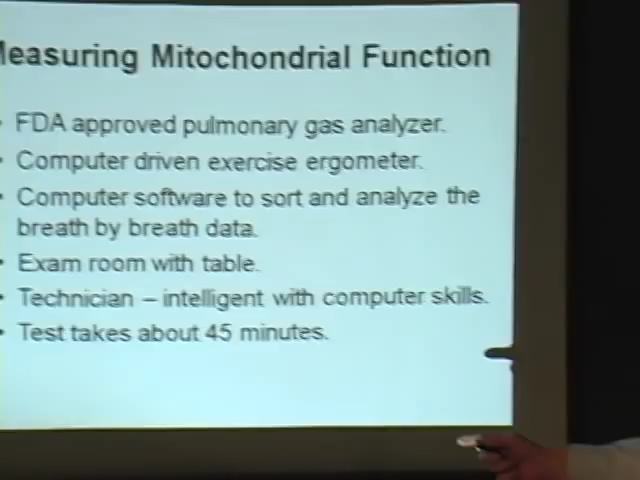 Measuring Mitochondrial Function
• FDA approved pulmonary gas analyzer.
• Computer driven exercise ergometer.
• Computer software to sort and analyze the
breath by breath data.
• Exam room with table.
• Technician – intelligent with computer skills.
• Test takes about 45 minutes.